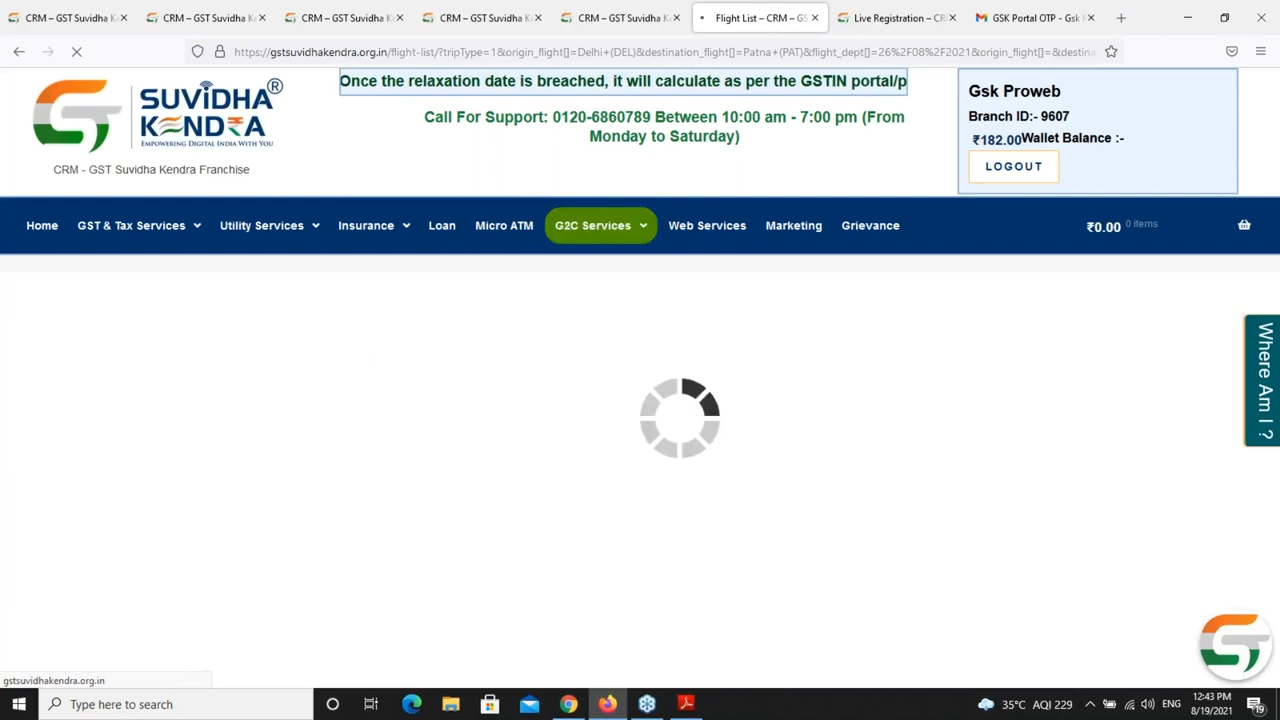 CRM – GST Suvidha K
CRM – GST Suvidha K
CRM – GST Suvidha K
CRM – GST Suvidha K
CRM – GST Suvidha K
Flight List – CRM – GS
Live Registration – CR
GSK Portal OTP - Gsk
https://gstsuvidhakendra.org.in/flight-list/?tripType=1&origin_flight[]=Delhi+(DEL)&destination_flight[]=Patna+(PAT)&flight_dept[]=26%2F08%2F2021&origin_flight[]=&destina
SUVIDHA
KENDRA
®
EMPOWERING DIGITAL INDIA WITH YOU
CRM - GST Suvidha Kendra Franchise
Once the relaxation date is breached, it will calculate as per the GSTIN portal/p
Call For Support: 0120-6860789 Between 10:00 am - 7:00 pm (From
Monday to Saturday)
Gsk Proweb
Branch ID:- 9607
₹182.00Wallet Balance :-
LOGOUT
Home GST & Tax Services Utility Services Insurance Loan Micro ATM G2C Services Web Services Marketing Grievance ₹0.00 0 items
Where Am I ?
gstsuvidhakendra.org.in
Type here to search
35°C AQI 229
ENG
12:43 PM
8/19/2021
19